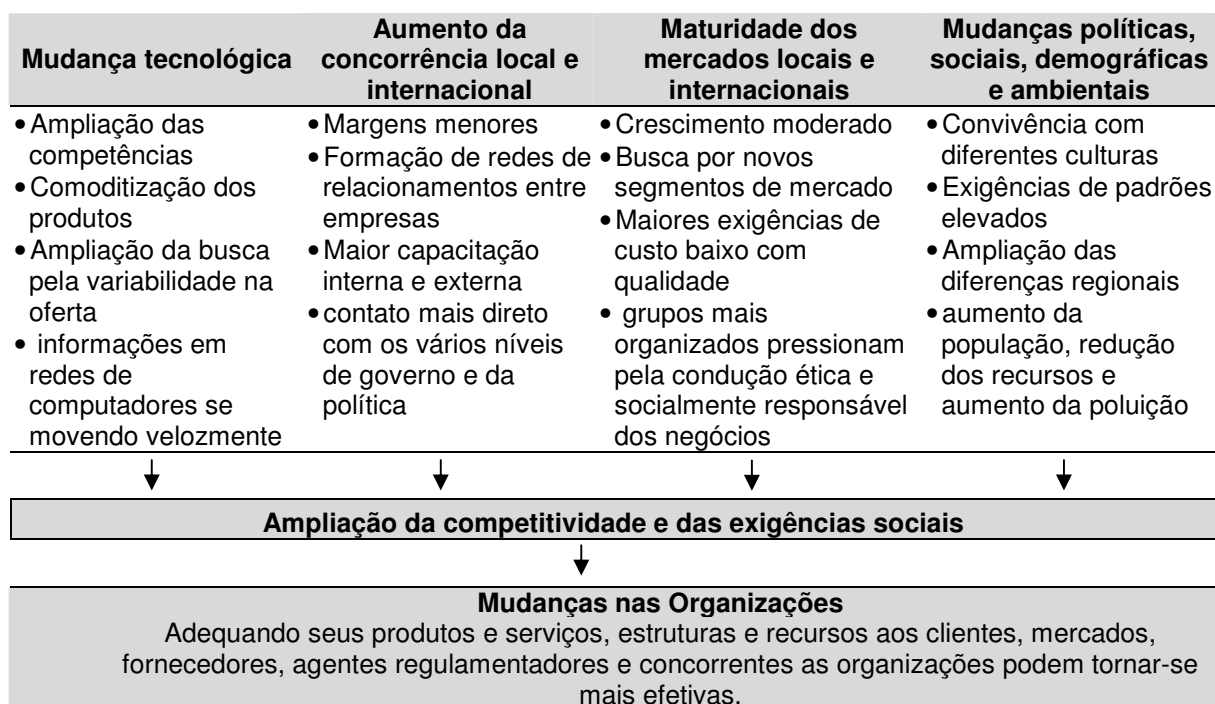 Mudança tecnológica
Aumento da
concorrência local e
internacional
Maturidade dos
mercados locais e
internacionais
Mudanças políticas,
sociais, demográficas
e ambientais
• Ampliação das
competências
• Comoditização dos
produtos
• Ampliação da busca
pela variabilidade na
oferta
• informações em
redes de
computadores se
movendo velozmente
• Margens menores
• Formação de redes de
relacionamentos entre
empresas
• Maior capacitação
interna e externa
• contato mais direto
com os vários níveis
de governo e da
política
• Crescimento moderado
• Busca por novos
segmentos de mercado
• Maiores exigências de
custo baixo com
qualidade
• grupos mais
organizados pressionam
pela condução ética e
socialmente responsável
dos negócios
• Convivência com
diferentes culturas
• Exigências de padrões
elevados
• Ampliação das
diferenças regionais
• aumento da
população, redução
dos recursos e
aumento da poluição
Ampliação da competitividade e das exigências sociais
Mudanças nas Organizações
Adequando seus produtos e serviços, estruturas e recursos aos clientes, mercados,
fornecedores, agentes regulamentadores e concorrentes as organizações podem tornar-se
mais efetivas.